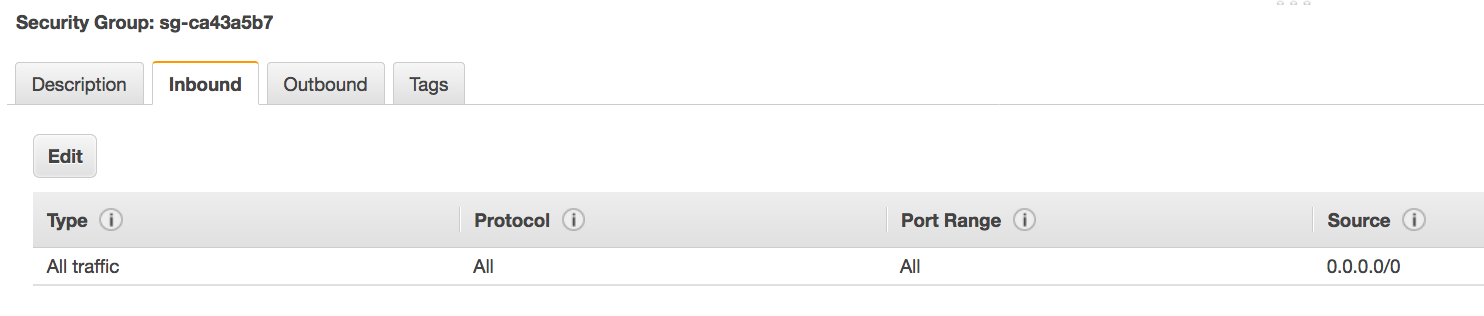 Security Group: sg-ca43a5b7
Description Inbound Outbound Tags
Edit
Type Protocol Port Range Source
All traffic All All 0.0.0.0/0